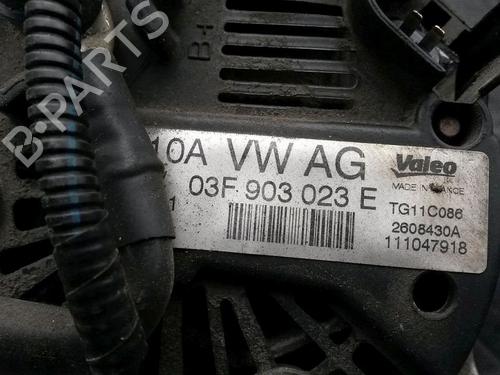 B+
B-PARTS
10A VW AG
Valeo
MADE IN FRANCE
03F 903 023 E
TG11C086
2608430A
111047918